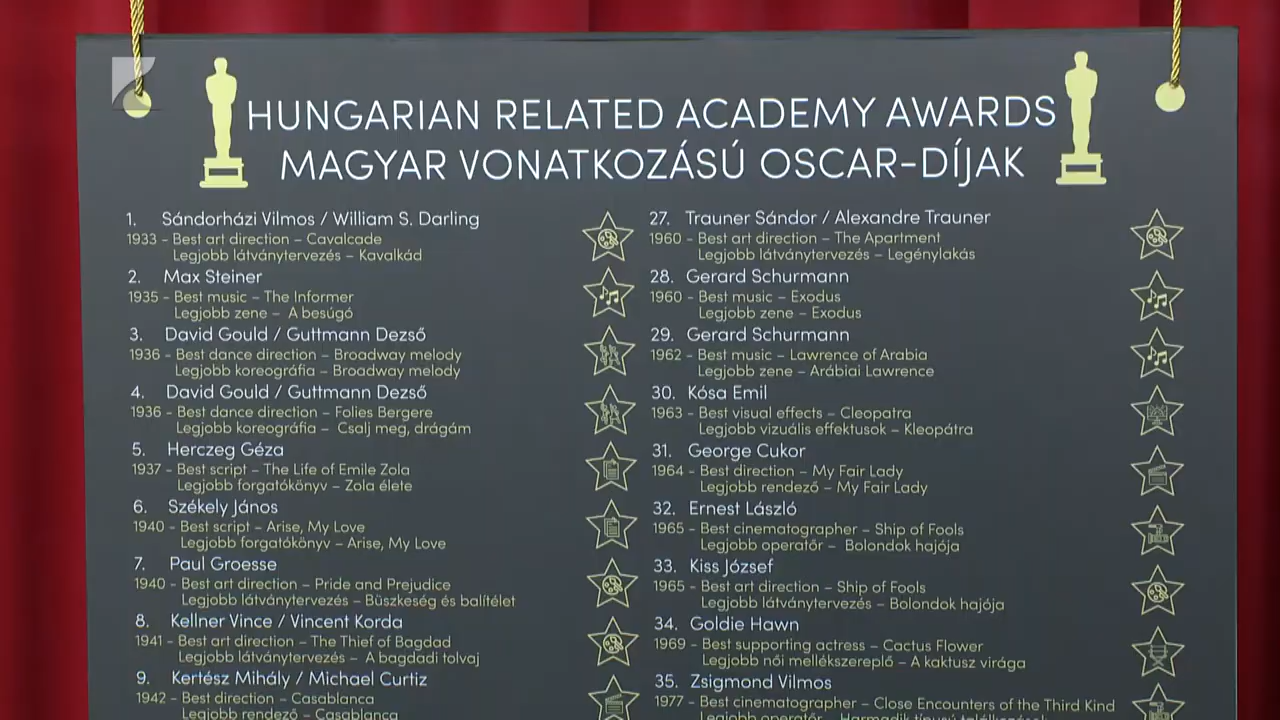 HUNGARIAN RELATED ACADEMY AWARDS
MAGYAR VONATKOZÁSÚ OSCAR-DÍJAK
1. Sándorházi Vilmos / William S. Darling
1933 - Best art direction – Cavalcade
Legjobb látványtervezés – Kavalkád
2. Max Steiner
1935 - Best music – The Informer
Legjobb zene – A besúgó
3. David Gould / Guttmann Dezső
1936 - Best dance direction – Broadway melody
Legjobb koreográfia – Broadway melody
4. David Gould / Guttmann Dezső
1936 - Best dance direction – Folies Bergere
Legjobb koreográfia – Csalj meg, drágám
5. Herczeg Géza
1937 - Best script – The Life of Emile Zola
Legjobb forgatókönyv – Zola élete
6. Székely János
1940 - Best script – Arise, My Love
Legjobb forgatókönyv – Arise, My Love
7. Paul Groesse
1940 - Best art direction – Pride and Prejudice
Legjobb látványtervezés – Büszkeség és balítélet
8. Kellner Vince / Vincent Korda
1941 - Best art direction – The Thief of Bagdad
Legjobb látványtervezés – A bagdadi tolvaj
9. Kertész Mihály / Michael Curtiz
1942 - Best direction – Casablanca
Legjobb rendező – Casablanca
27. Trauner Sándor / Alexandre Trauner
1960 - Best art direction – The Apartment
Legjobb látványtervezés – Legénylakás
28. Gerard Schurmann
1960 - Best music – Exodus
Legjobb zene – Exodus
29. Gerard Schurmann
1962 - Best music – Lawrence of Arabia
Legjobb zene – Arábiai Lawrence
30. Kósa Emil
1963 - Best visual effects – Cleopatra
Legjobb vizuális effektusok – Kleopátra
31. George Cukor
1964 - Best direction – My Fair Lady
Legjobb rendező – My Fair Lady
32. Ernest László
1965 - Best cinematographer – Ship of Fools
Legjobb operatőr – Bolondok hajója
33. Kiss József
1965 - Best art direction – Ship of Fools
Legjobb látványtervezés – Bolondok hajója
34. Goldie Hawn
1969 - Best supporting actress – Cactus Flower
Legjobb női mellékszereplő – A kaktusz virága
35. Zsigmond Vilmos
1977 - Best cinematographer – Close Encounters of the Third Kind
Legjobb operatőr – Harmadik típusú találkozások